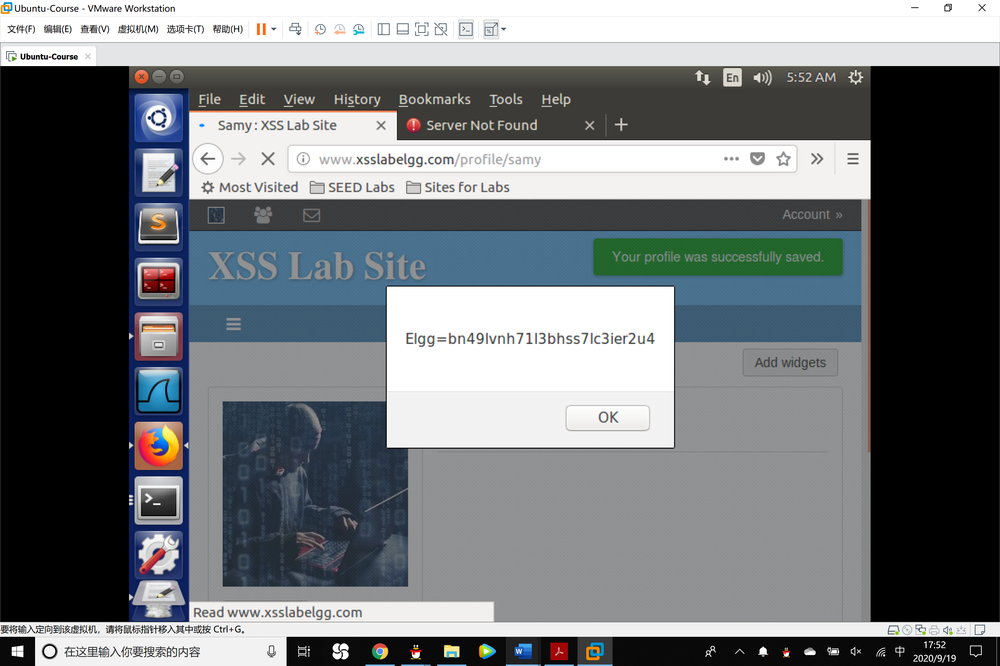 Ubuntu-Course - VMware Workstation
文件(F) 编辑(E) 查看(V) 虚拟机(M) 选项卡(T) 帮助(H)
Ubuntu-Course
En 5:52 AM
File Edit View History Bookmarks Tools Help
Samy : XSS Lab Site Server Not Found
www.xsslabelgg.com/profile/samy
Most Visited SEED Labs Sites for Labs
Account »
XSS Lab Site
Your profile was successfully saved.
Elgg=bn49lvnh71l3bhss7lc3ier2u4
Add widgets
OK
Read www.xsslabelgg.com
要将输入定向到该虚拟机，请将鼠标指针移入其中或按 Ctrl+G。
在这里输入你要搜索的内容
中
17:52
2020/9/19